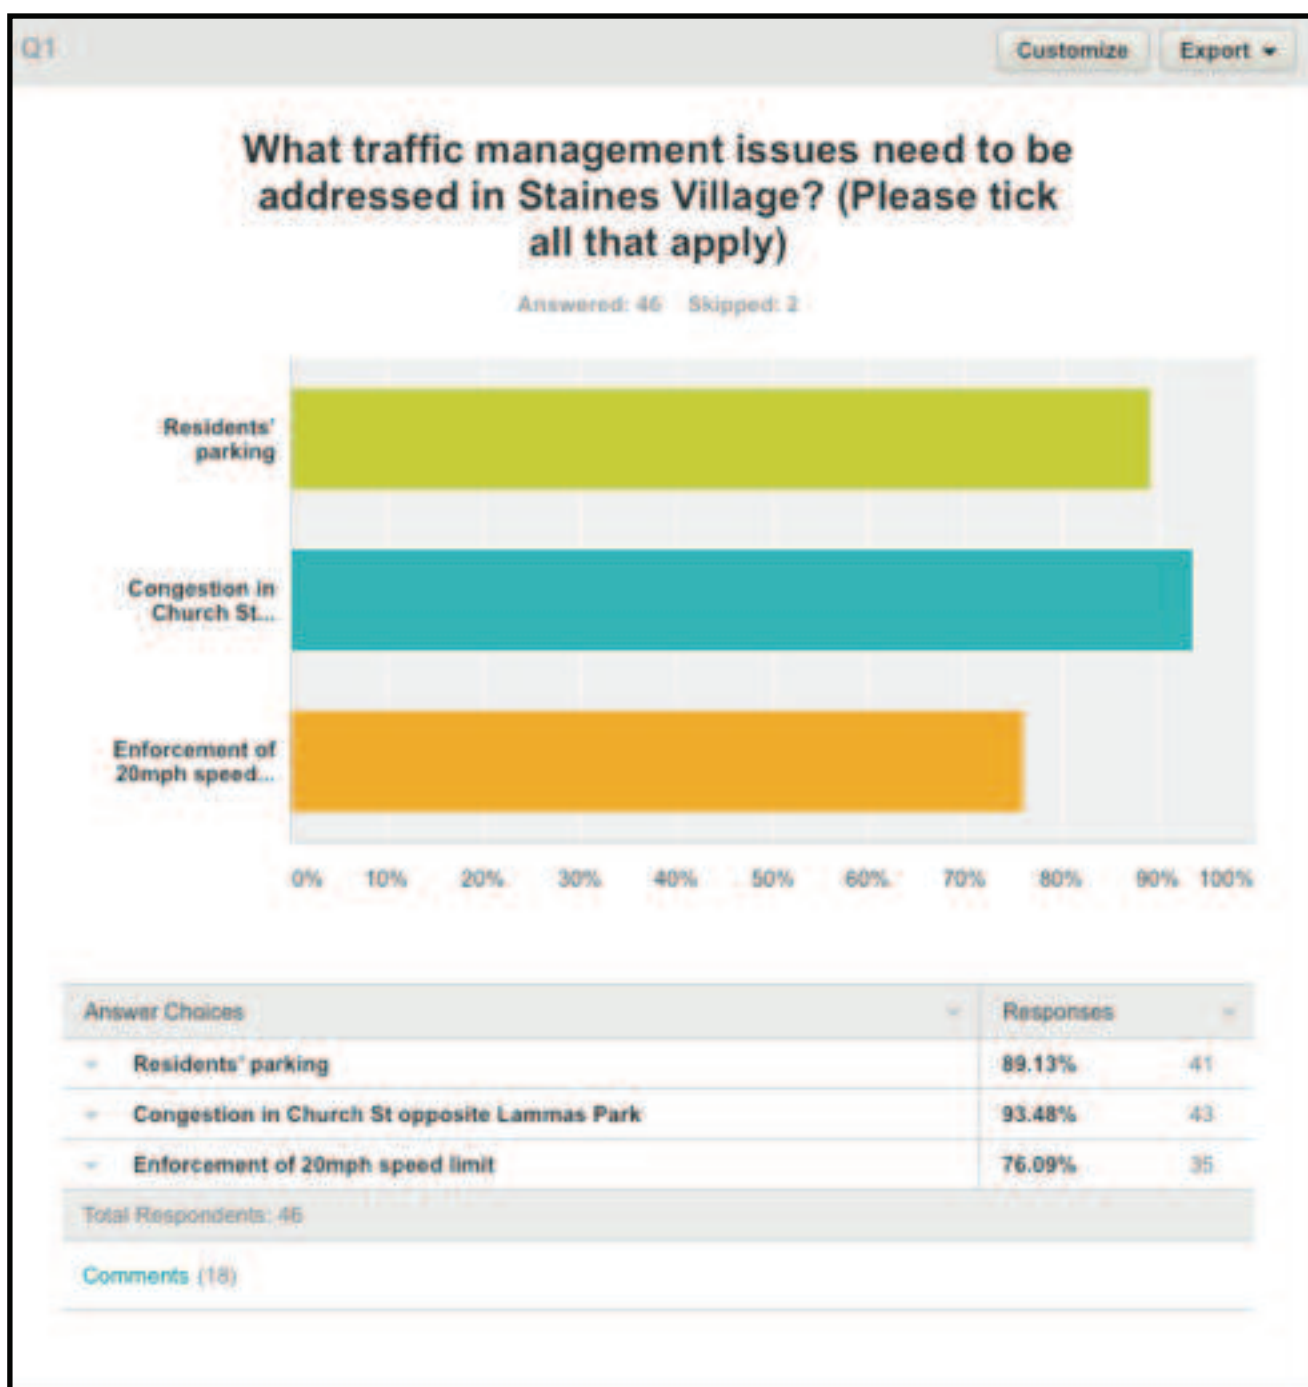 Q1
Customize
Export
What traffic management issues need to be
addressed in Staines Village? (Please tick
all that apply)
Answered: 46 Skipped: 2
Residents'
parking
Congestion in
Church St...
Enforcement of
20mph speed...
0% 10% 20% 30% 40% 50% 60% 70% 80% 90% 100%
Answer Choices Responses
Residents' parking 89.13% 41
Congestion in Church St opposite Lammas Park 93.48% 43
Enforcement of 20mph speed limit 76.09% 35
Total Respondents: 46
Comments (18)